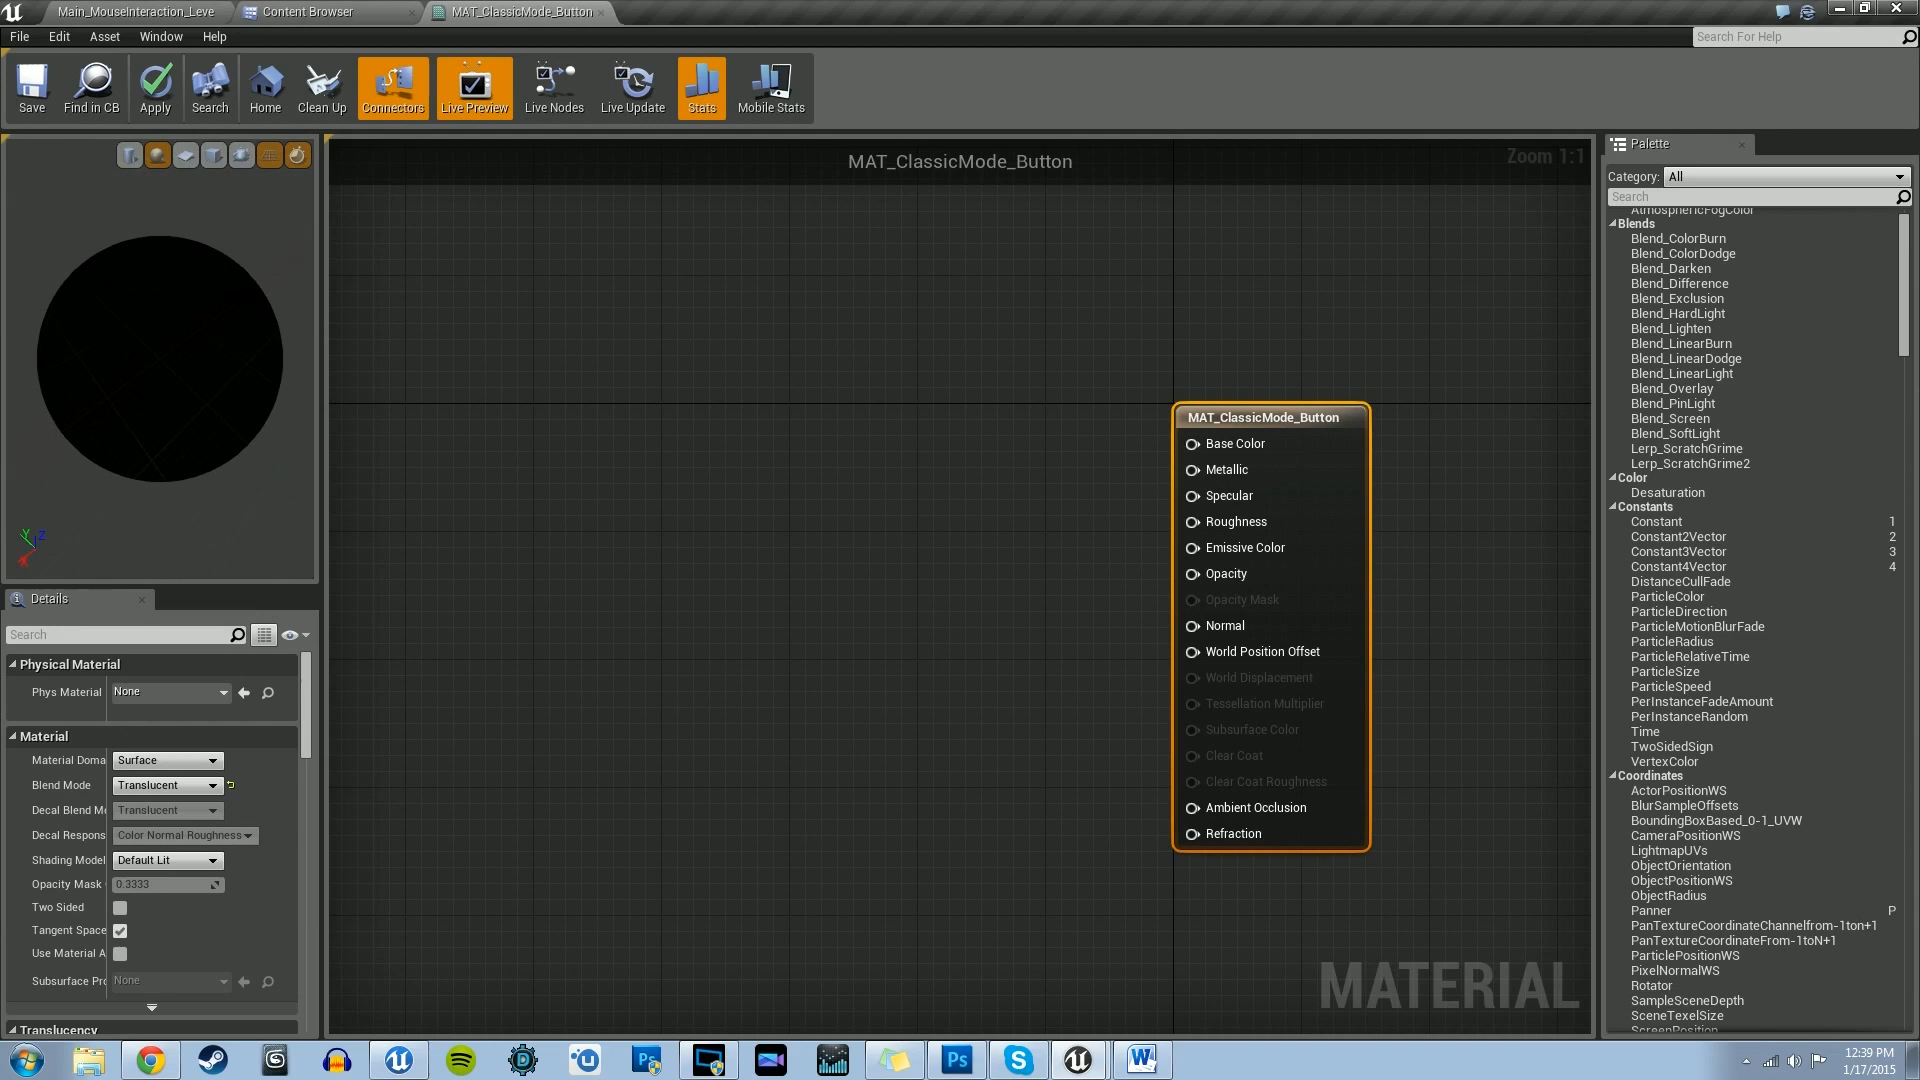 Main_MouseInteraction_Leve
Content Browser
MAT_ClassicMode_Button
File
Edit
Asset
Window
Help
Search For Help
Save
Find in CB
Apply
Search
Home
Clean Up
Connectors
Live Preview
Live Nodes
Live Update
Stats
Mobile Stats
MAT_ClassicMode_Button
Zoom 1:1
Y
Z
Details
Search
Physical Material
Phys Material
None
Material
Material Doma
Surface
Blend Mode
Translucent
Decal Blend Mo
Translucent
Decal Respons
Color Normal Roughness
Shading Model
Default Lit
Opacity Mask
0.3333
Two Sided
Tangent Space
Use Material A
Subsurface Pro
None
Translucency
MAT_ClassicMode_Button
Base Color
Metallic
Specular
Roughness
Emissive Color
Opacity
Opacity Mask
Normal
World Position Offset
World Displacement
Tessellation Multiplier
Subsurface Color
Clear Coat
Clear Coat Roughness
Ambient Occlusion
Refraction
MATERIAL
Palette
Category:
All
Search
AtmosphericFogColor
Blends
Blend_ColorBurn
Blend_ColorDodge
Blend_Darken
Blend_Difference
Blend_Exclusion
Blend_HardLight
Blend_Lighten
Blend_LinearBurn
Blend_LinearDodge
Blend_LinearLight
Blend_Overlay
Blend_PinLight
Blend_Screen
Blend_SoftLight
Lerp_ScratchGrime
Lerp_ScratchGrime2
Color
Desaturation
Constants
Constant 1
Constant2Vector 2
Constant3Vector 3
Constant4Vector 4
DistanceCullFade
ParticleColor
ParticleDirection
ParticleMotionBlurFade
ParticleRadius
ParticleRelativeTime
ParticleSize
ParticleSpeed
PerInstanceFadeAmount
PerInstanceRandom
Time
TwoSidedSign
VertexColor
Coordinates
ActorPositionWS
BlurSampleOffsets
BoundingBoxBased_0-1_UVW
CameraPositionWS
LightmapUVs
ObjectOrientation
ObjectPositionWS
ObjectRadius
Panner P
PanTextureCoordinateChannelfrom-1ton+1
PanTextureCoordinateFrom-1toN+1
ParticlePositionWS
PixelNormalWS
Rotator
SampleSceneDepth
SceneTexelSize
ScreenPosition
12:39 PM
1/17/2015